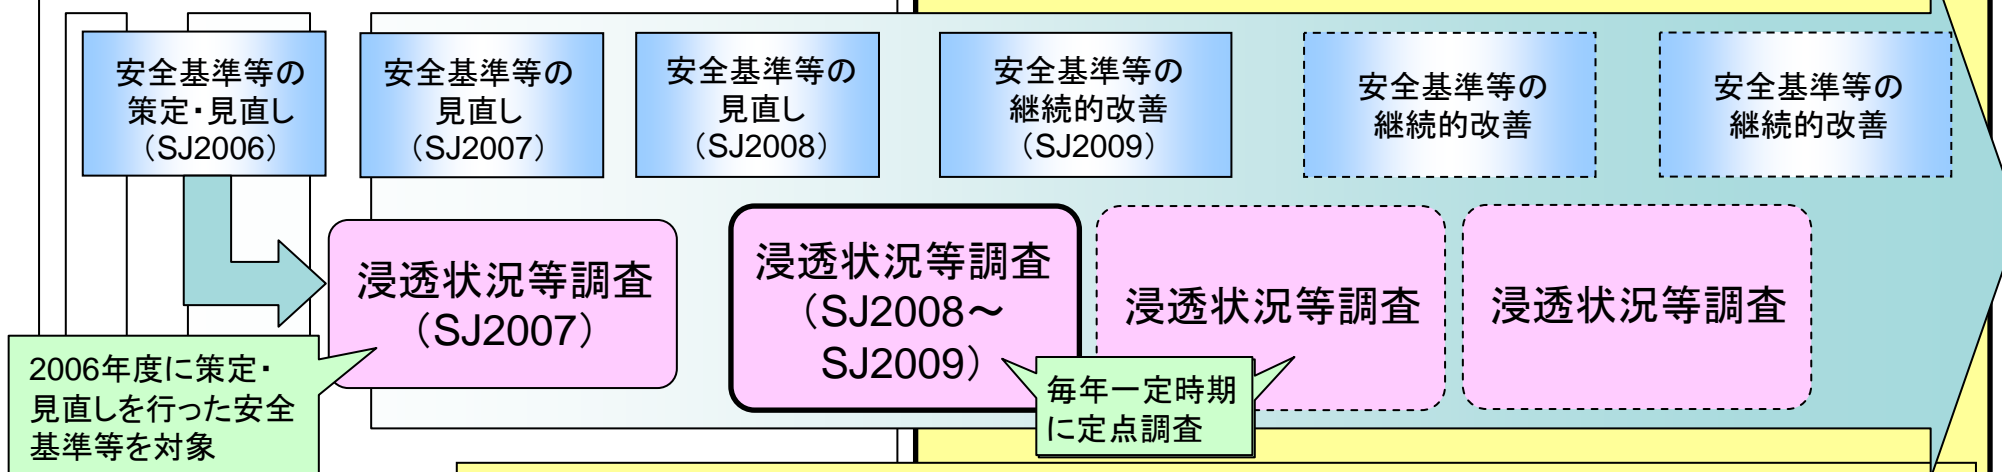 安全基準等の
策定・見直し
（SJ2006）
安全基準等の
見直し
（SJ2007）
安全基準等の
見直し
（SJ2008）
安全基準等の
継続的改善
（SJ2009）
安全基準等の
継続的改善
安全基準等の
継続的改善
浸透状況等調査
（SJ2007）
浸透状況等調査
（SJ2008～
SJ2009）
浸透状況等調査
浸透状況等調査
2006年度に策定・
見直しを行った安全
基準等を対象
毎年一定時期
に定点調査